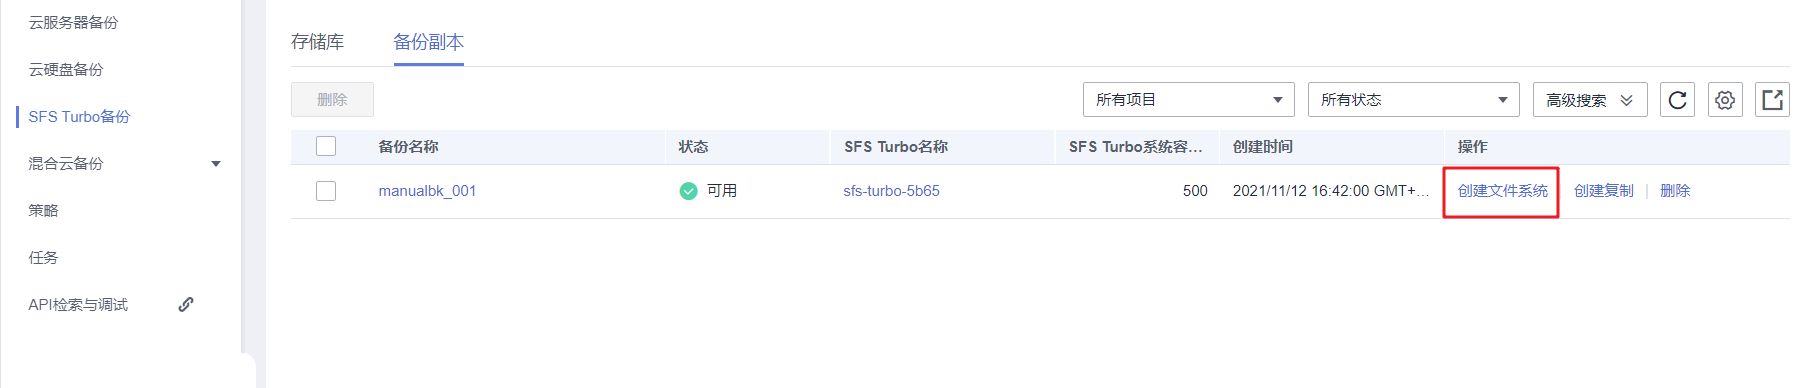 云服务器备份
云硬盘备份
SFS Turbo备份
混合云备份
策略
任务
API检索与调试
存储库 备份副本
删除 所有项目 所有状态 高级搜索
备份名称 状态 SFS Turbo名称 SFS Turbo系统容... 创建时间 操作
manualbk_001 可用 sfs-turbo-5b65 500 2021/11/12 16:42:00 GMT+... 创建文件系统 | 创建复制 | 删除